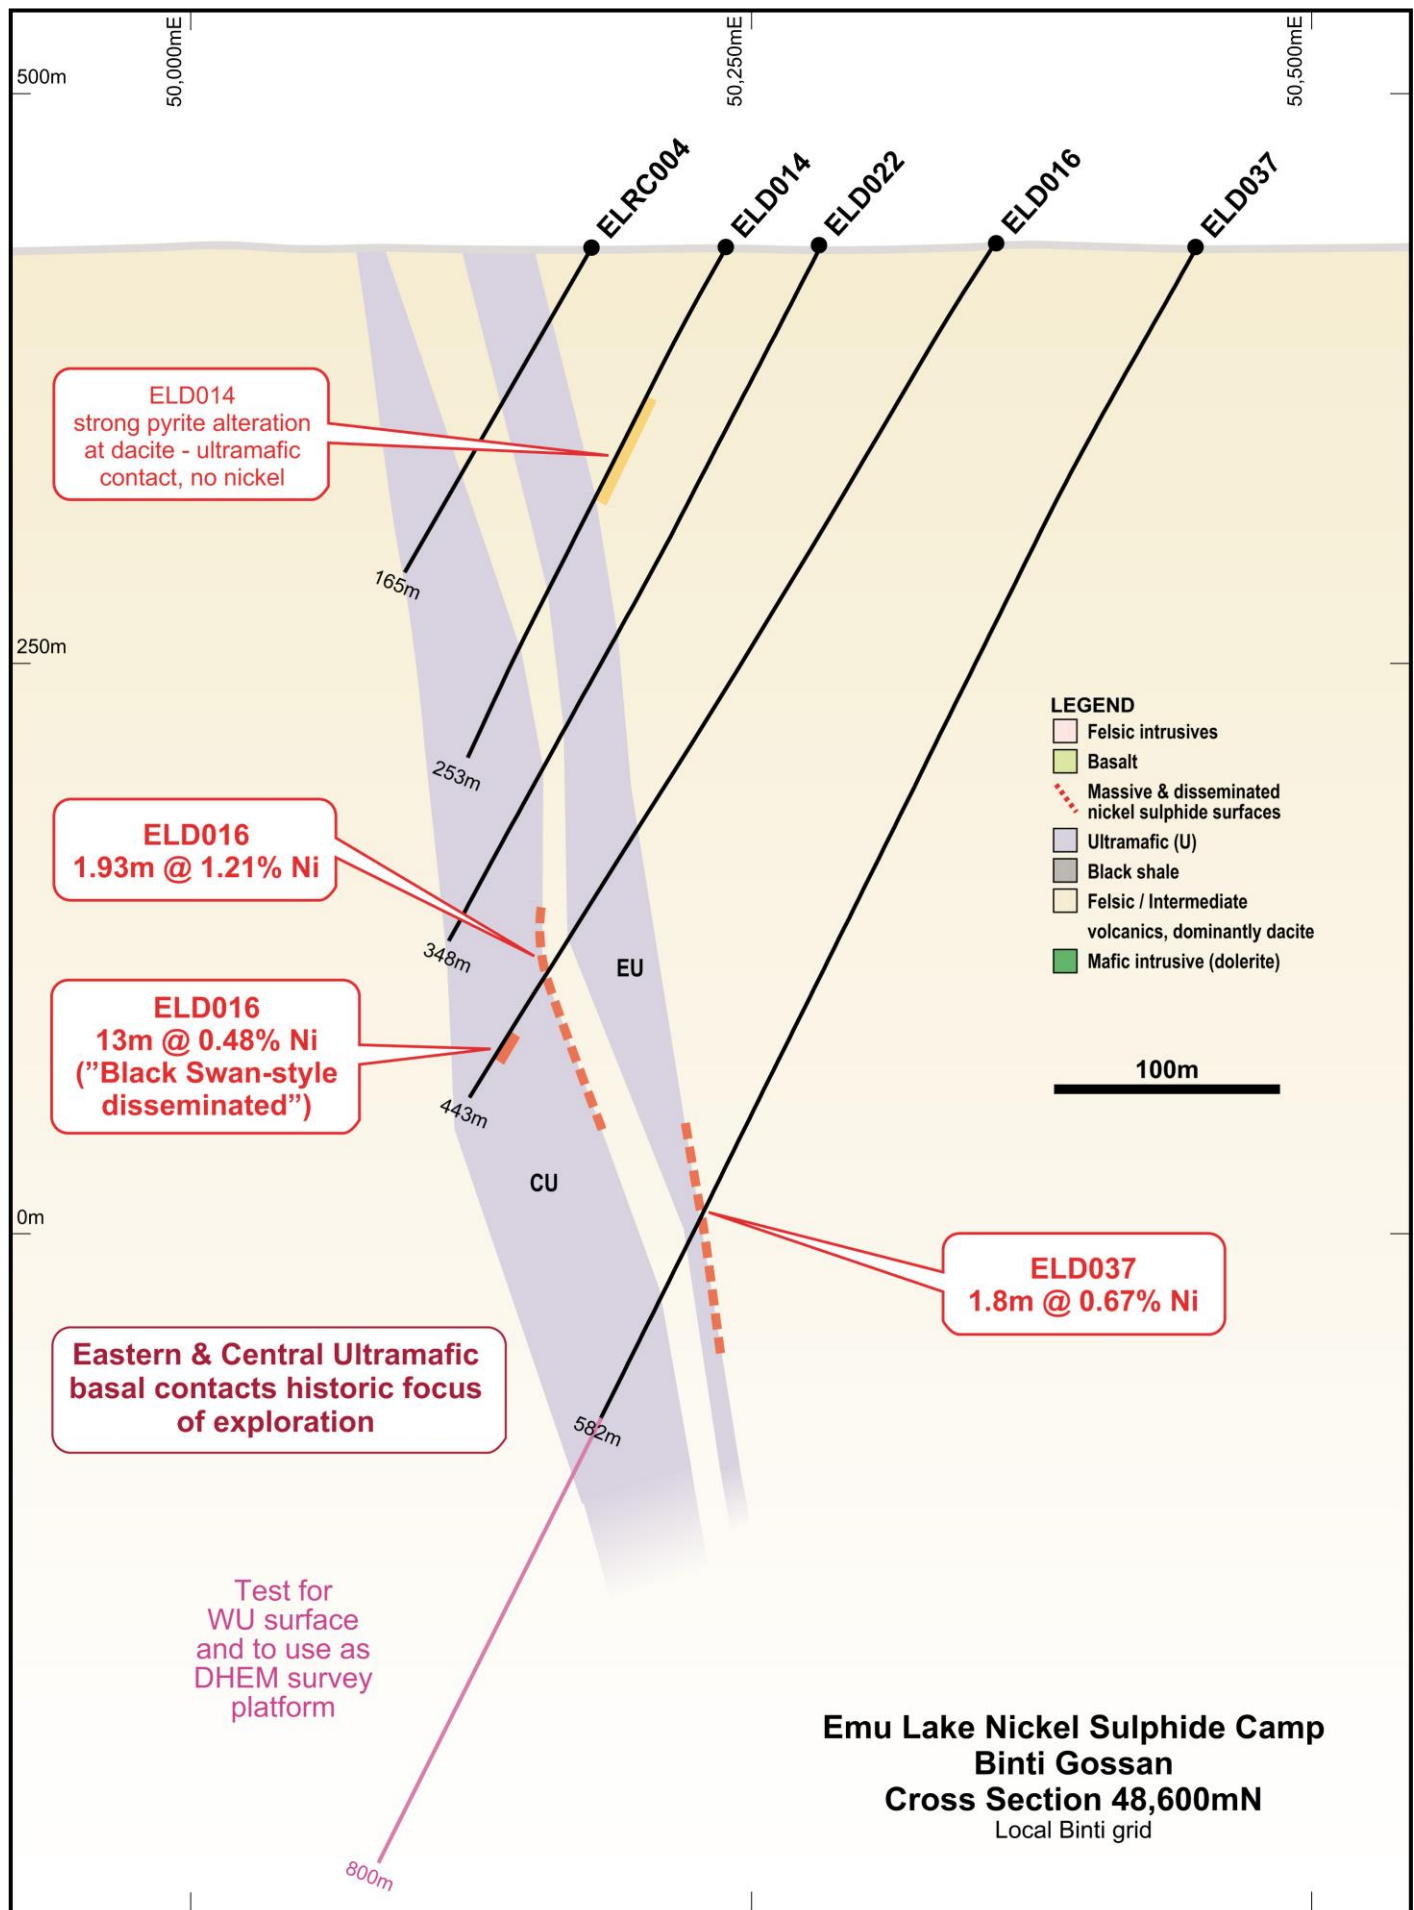 50,000mE
50,250mE
50,500mE
500m
ELRC004
ELD014
ELD022
ELD016
ELD037
ELD014
strong pyrite alteration
at dacite - ultramafic
contact, no nickel
165m
250m
253m
LEGEND
Felsic intrusives
Basalt
Massive & disseminated
nickel sulphide surfaces
Ultramafic (U)
Black shale
Felsic / Intermediate
volcanics, dominantly dacite
Mafic intrusive (dolerite)
ELD016
1.93m @ 1.21% Ni
348m
EU
ELD016
13m @ 0.48% Ni
(”Black Swan-style
disseminated”)
443m
100m
CU
0m
ELD037
1.8m @ 0.67% Ni
Eastern & Central Ultramafic
basal contacts historic focus
of exploration
582m
Test for
WU surface
and to use as
DHEM survey
platform
800m
Emu Lake Nickel Sulphide Camp
Binti Gossan
Cross Section 48,600mN
Local Binti grid